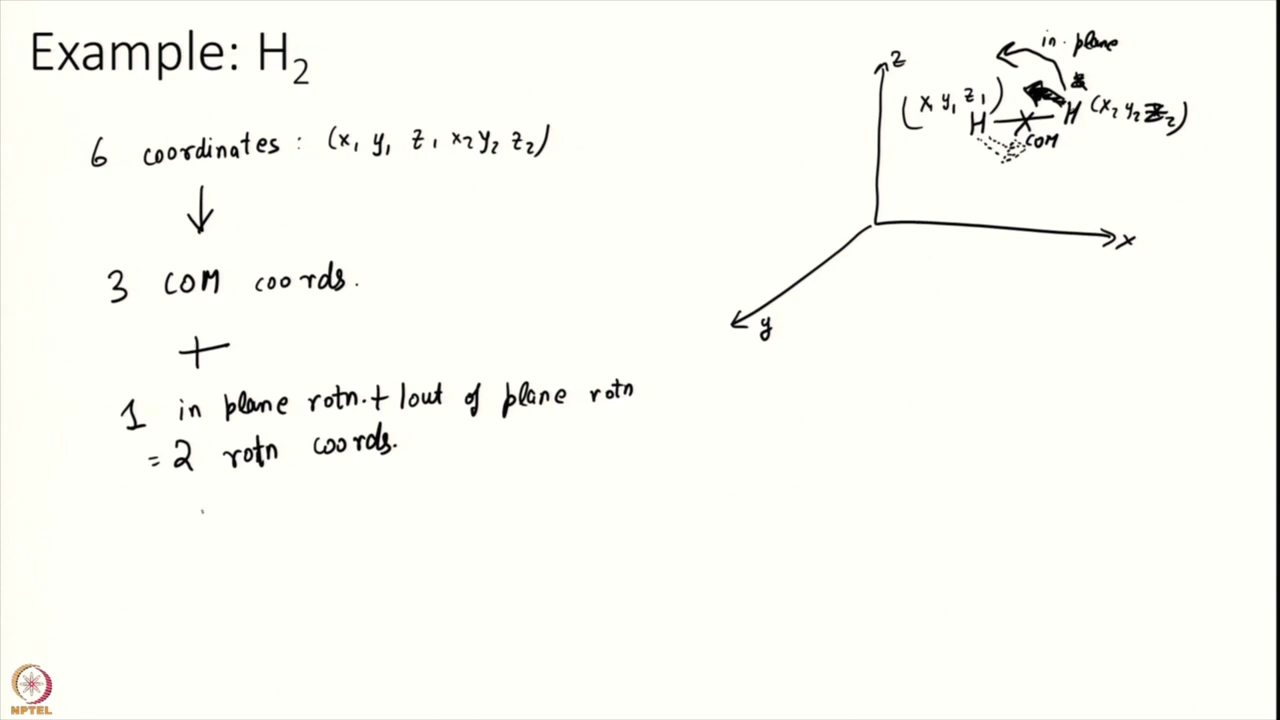 Example: H₂
6 coordinates: (x₁ y₁ z₁ x₂ y₂ z₂)
3 COM coords.
+
1 in plane rotn. + 1 out of plane rotn
= 2 rotn coords.
z
in plane
(x₁ y₁ z₁)
H
H
(x₂ y₂ z₂)
COM
x
y
NPTEL